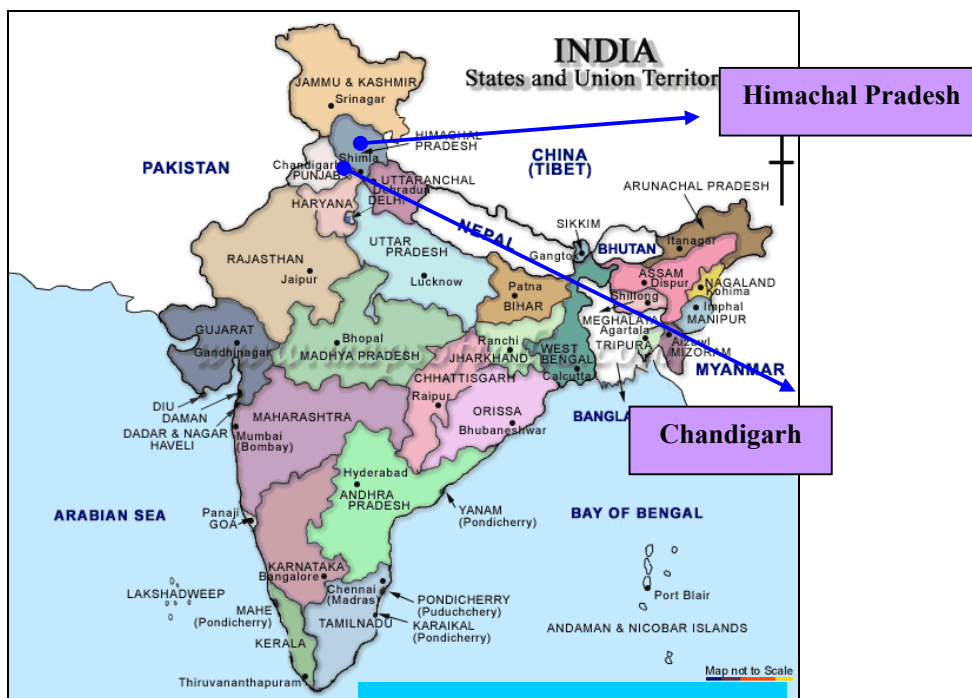 INDIA
States and Union Territor
Himachal Pradesh
JAMMU & KASHMIR
Srinagar
HIMACHAL
PRADESH
Shimla
Chandigarh
PUNJAB
PAKISTAN
CHINA
(TIBET)
UTTARANCHAL
Dehradun
HARYANA
DELHI
ARUNACHAL PRADESH
SIKKIM
NEPAL
BHUTAN
Itanagar
Gangtok
UTTAR
PRADESH
Lucknow
RAJASTHAN
Jaipur
Patna
BIHAR
ASSAM
Dispur
NAGALAND
Kohima
Shillong
Imphal
MANIPUR
MEGHALAYA
Agartala
TRIPURA
Aizawl
MIZORAM
GUJARAT
Gandhinagar
Bhopal
MADHYA PRADESH
Ranchi
JHARKHAND
WEST
BENGAL
Calcutta
MYANMAR
CHHATTISGARH
Raipur
DIU
DAMAN
DADAR & NAGAR
HAVELI
MAHARASHTRA
Mumbai
(Bombay)
ORISSA
Bhubaneshwar
BANGLA
Chandigarh
Hyderabad
ANDHRA
PRADESH
YANAM
(Pondicherry)
ARABIAN SEA
BAY OF BENGAL
Panaji
GOA
KARNATAKA
Bangalore
Chennai
(Madras)
LAKSHADWEEP
MAHE
(Pondicherry)
PONDICHERRY
(Puduchchery)
KARAIKAL
(Pondicherry)
TAMILNADU
KERALA
Port Blair
ANDAMAN & NICOBAR ISLANDS
Thiruvananthapuram
Map not to Scale